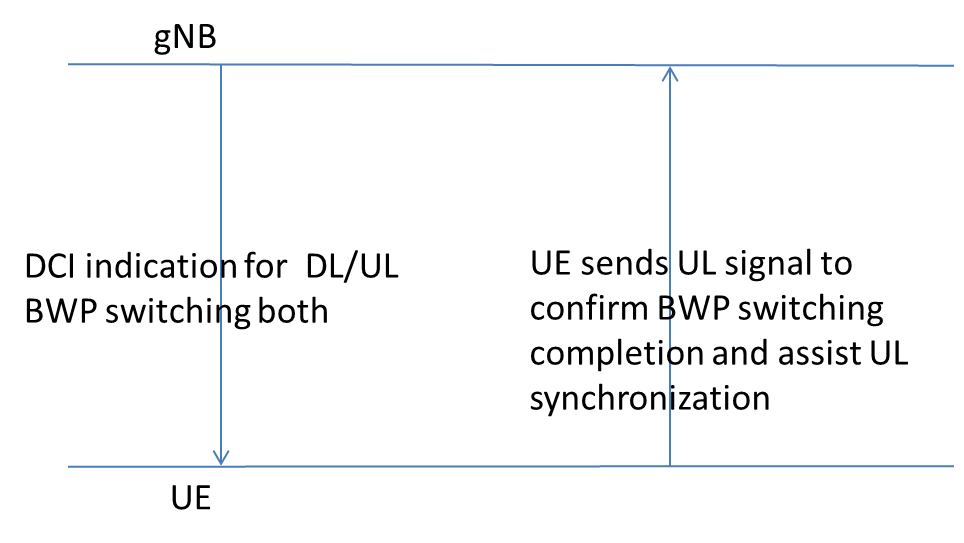 gNB
DCI indication for DL/UL
BWP switching both
UE sends UL signal to
confirm BWP switching
completion and assist UL
synchronization
UE